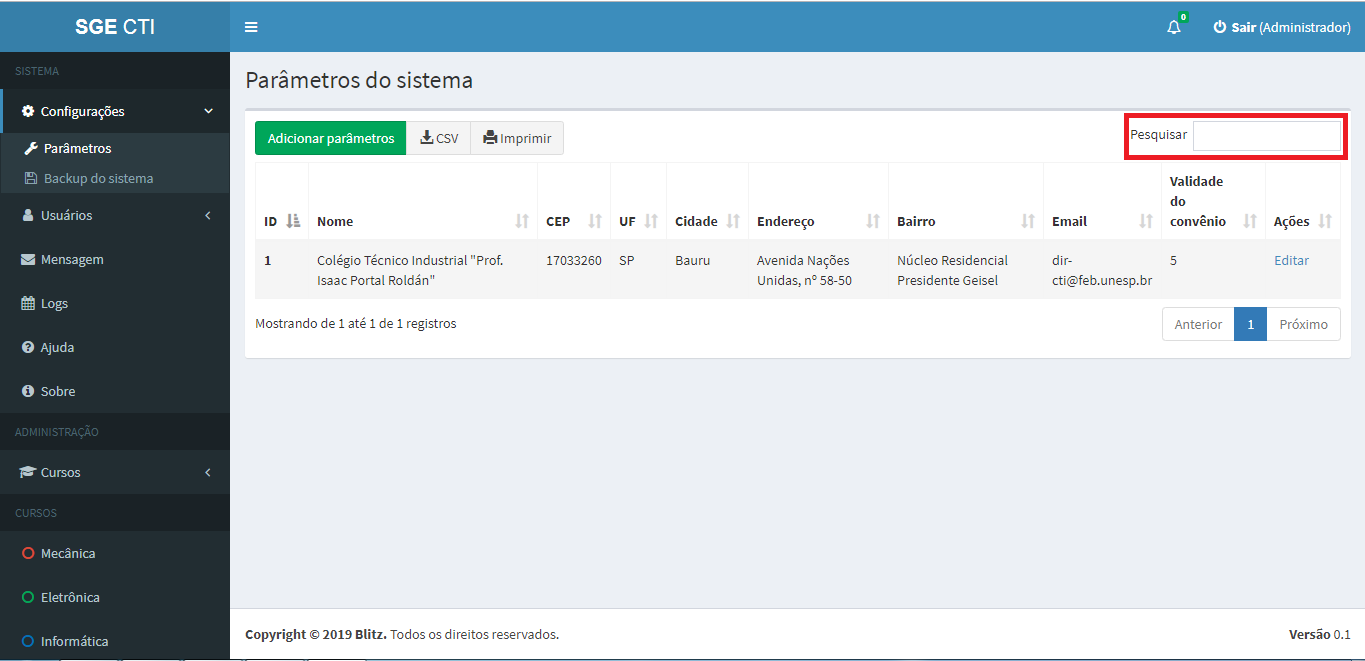 SGE CTI
0
Sair (Administrador)
SISTEMA
Configurações
Parâmetros
Backup do sistema
Usuários
Mensagem
Logs
Ajuda
Sobre
ADMINISTRAÇÃO
Cursos
CURSOS
Mecânica
Eletrônica
Informática
Parâmetros do sistema
Adicionar parâmetros CSV Imprimir
Pesquisar
ID Nome CEP UF Cidade Endereço Bairro Email Validade do convênio Ações
1 Colégio Técnico Industrial "Prof. Isaac Portal Roldán" 17033260 SP Bauru Avenida Nações Unidas, nº 58-50 Núcleo Residencial Presidente Geisel dir-cti@feb.unesp.br 5 Editar
Mostrando de 1 até 1 de 1 registros
Anterior 1 Próximo
Copyright © 2019 Blitz. Todos os direitos reservados.
Versão 0.1